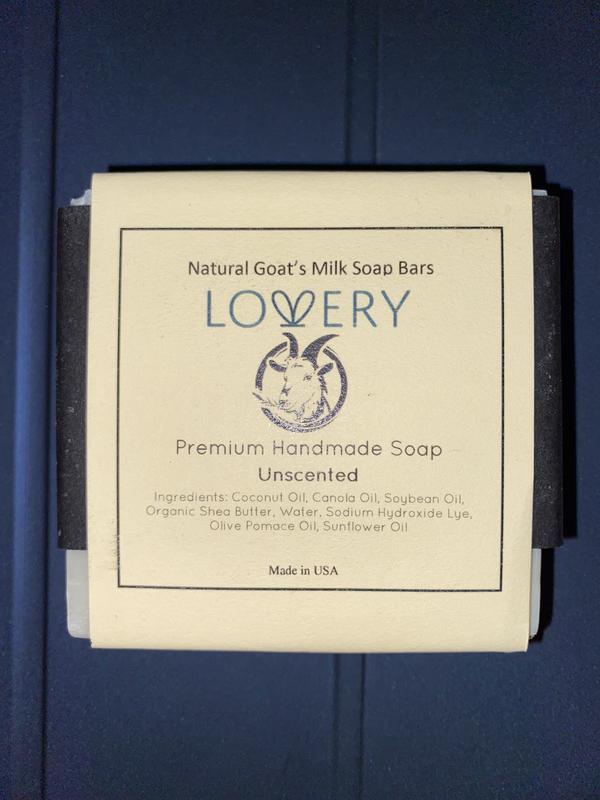 Natural Goat's Milk Soap Bars
LOVERY
Premium Handmade Soap
Unscented
Ingredients: Coconut Oil, Canola Oil, Soybean Oil,
Organic Shea Butter, Water, Sodium Hydroxide Lye,
Olive Pomace Oil, Sunflower Oil
Made in USA